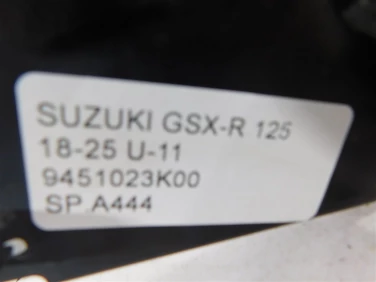 SUZUKI GSX-R 125
18-25 U-11
9451023K00
SP A444